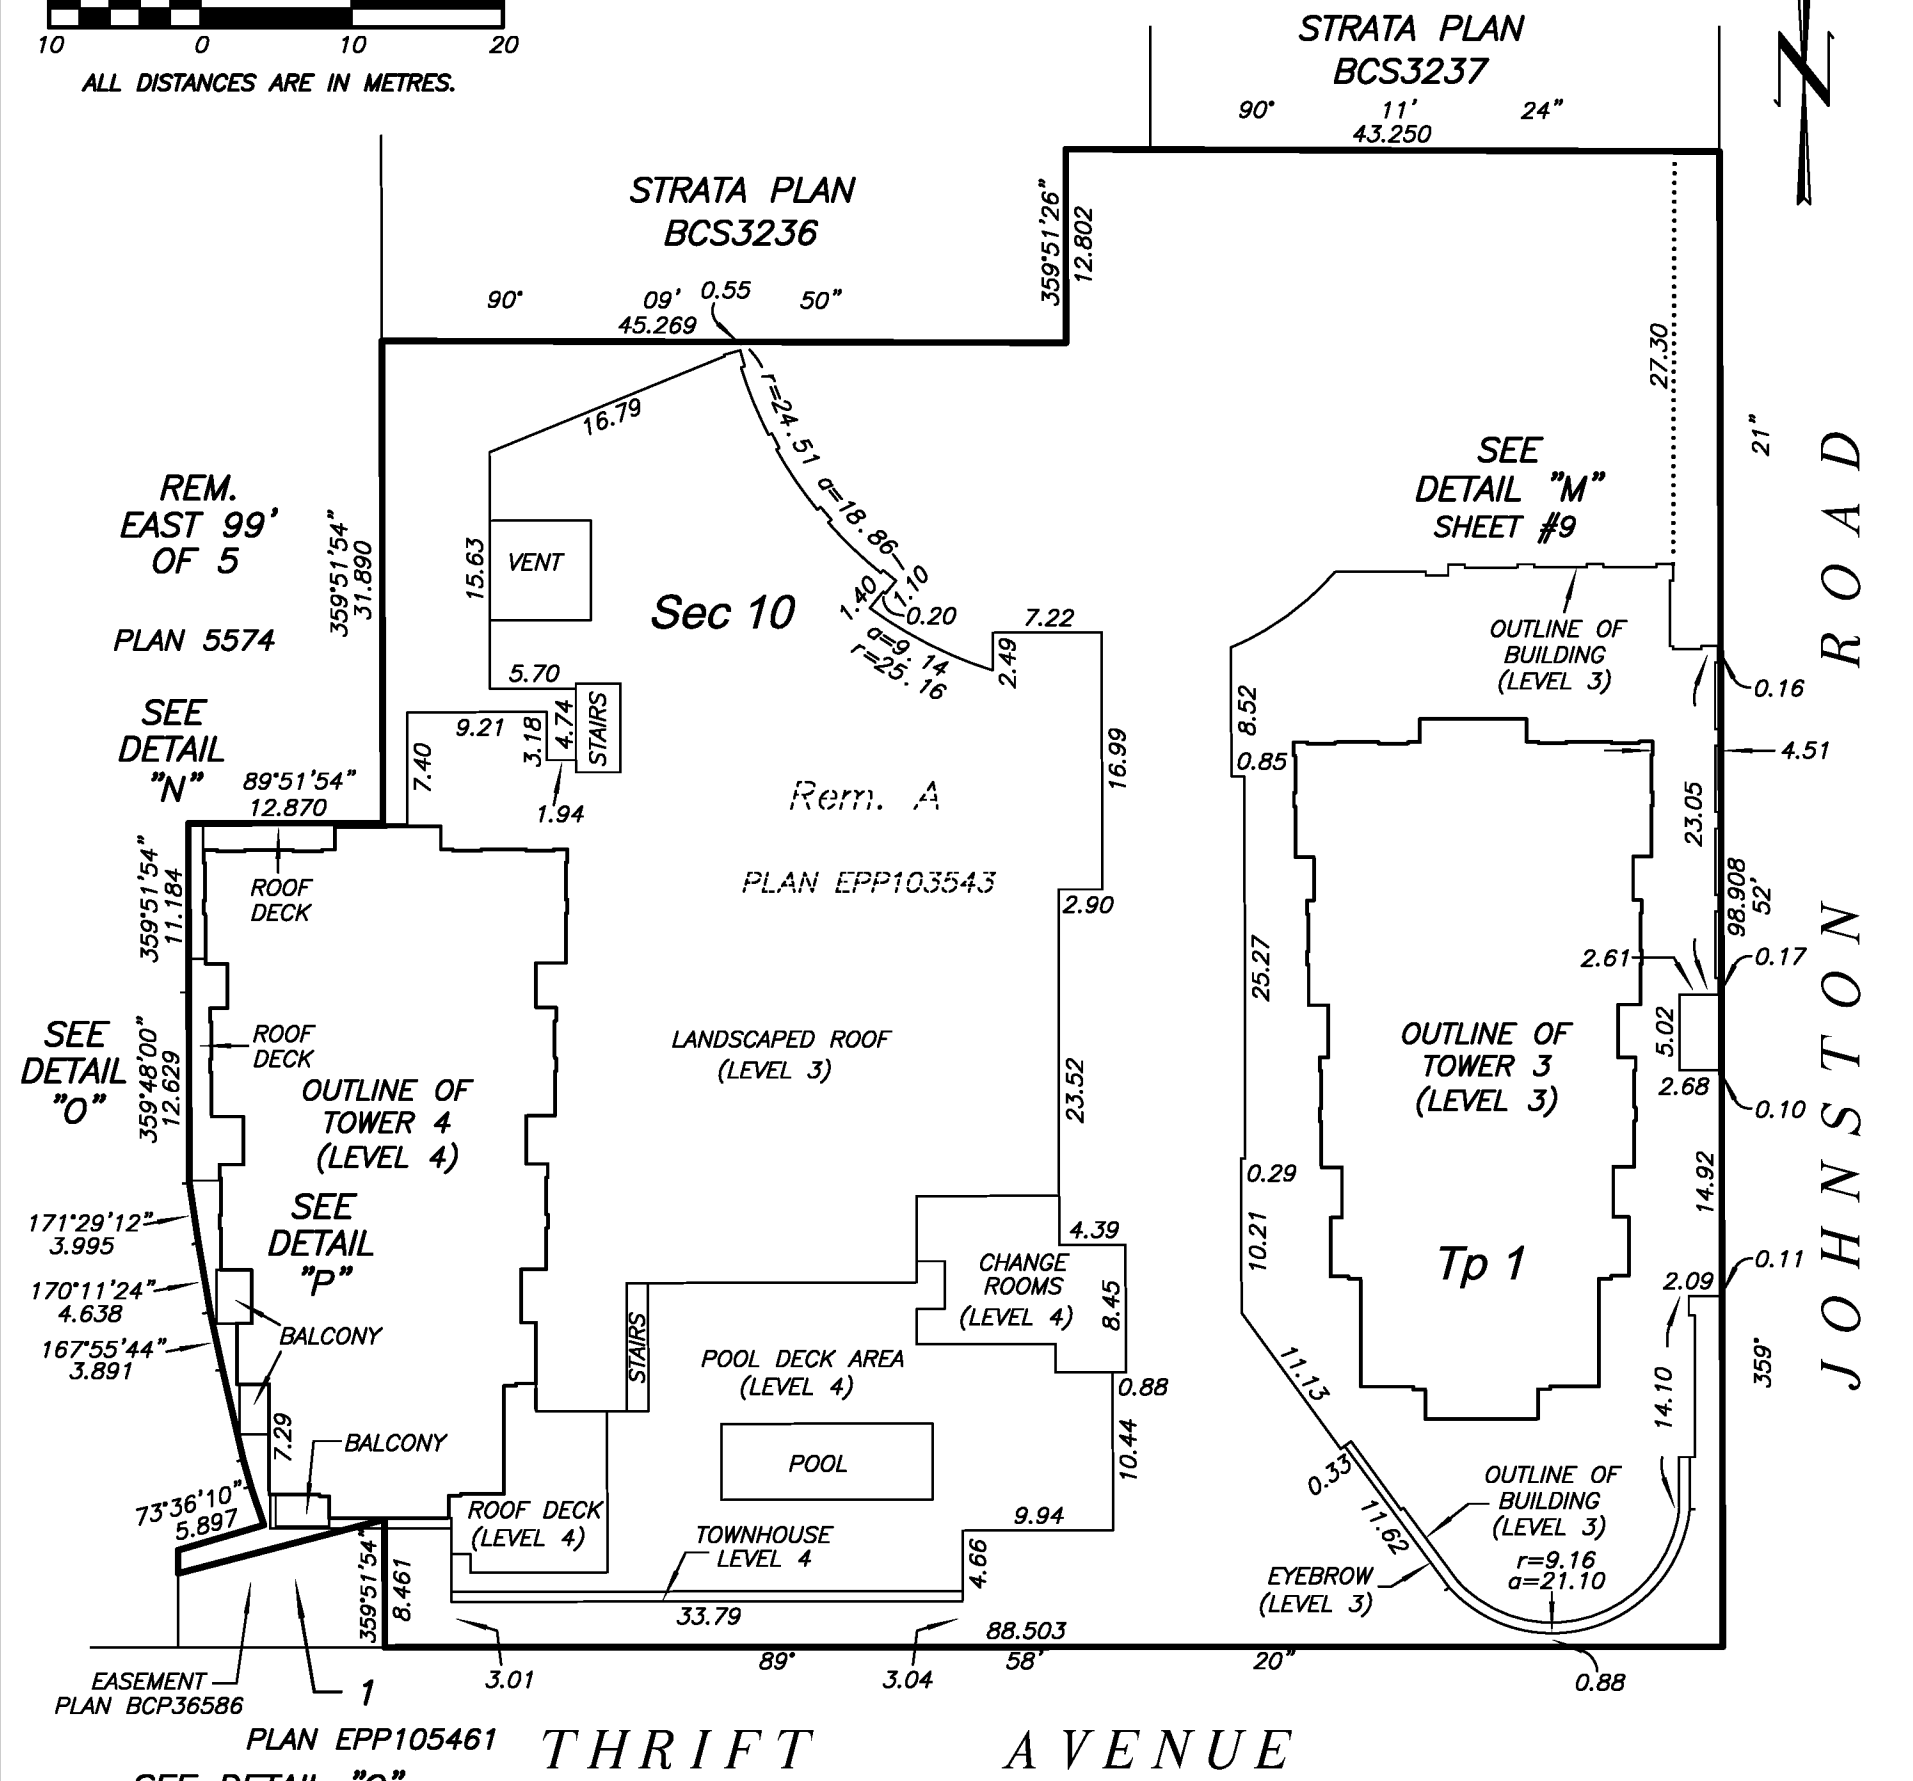 10 0 10 20
ALL DISTANCES ARE IN METRES.
STRATA PLAN
BCS3237
90° 11' 24"
43.250
STRATA PLAN
BCS3236
359°51'26"
12.802
90° 09' 50"
0.55
45.269
27.30
16.79
r=24.51 a=18.86
21"
REM.
EAST 99'
OF 5
PLAN 5574
359°51'54"
31.890
15.63
VENT
Sec 10
1.40
1.10
0.20
a=9.14
r=25.16
7.22
2.49
SEE
DETAIL "M"
SHEET #9
OUTLINE OF
BUILDING
(LEVEL 3)
0.16
8.52
0.85
4.51
23.05
5.70
9.21
3.18
4.74
STAIRS
7.40
1.94
16.99
SEE
DETAIL
"N"
89°51'54"
12.870
Rem. A
PLAN EPP103543
2.90
359°51'54"
11.184
ROOF
DECK
98.908
52'
25.27
2.61
0.17
5.02
2.68
0.10
SEE
DETAIL
"O"
359°48'00"
12.629
ROOF
DECK
OUTLINE OF
TOWER 4
(LEVEL 4)
LANDSCAPED ROOF
(LEVEL 3)
23.52
OUTLINE OF
TOWER 3
(LEVEL 3)
0.29
14.92
10.21
SEE
DETAIL
"P"
171°29'12"
3.995
170°11'24"
4.638
167°55'44"
3.891
BALCONY
4.39
CHANGE
ROOMS
(LEVEL 4)
8.45
0.88
Tp 1
0.11
2.09
14.10
359°
11.13
STAIRS
POOL DECK AREA
(LEVEL 4)
POOL
7.29
BALCONY
10.44
73°36'10"
5.897
ROOF DECK
(LEVEL 4)
TOWNHOUSE
LEVEL 4
9.94
4.66
0.33
11.62
OUTLINE OF
BUILDING
(LEVEL 3)
r=9.16
a=21.10
EYEBROW
(LEVEL 3)
359°51'54"
8.461
33.79
88.503
89° 58' 20"
3.01
3.04
0.88
EASEMENT
PLAN BCP36586
1
PLAN EPP105461
THRIFT AVENUE
JOHNSTON ROAD